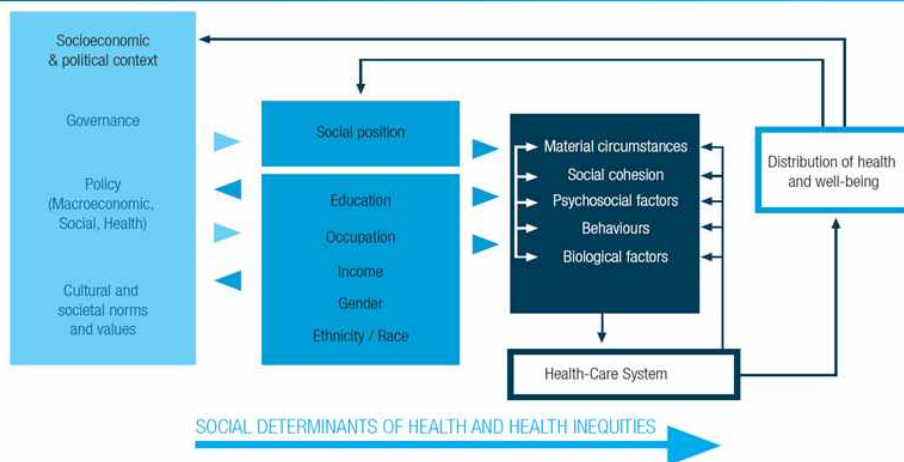 Socioeconomic
& political context
Governance
Policy
(Macroeconomic,
Social, Health)
Cultural and
societal norms
and values
Social position
Education
Occupation
Income
Gender
Ethnicity / Race
Material circumstances
Social cohesion
Psychosocial factors
Behaviours
Biological factors
Health-Care System
Distribution of health
and well-being
SOCIAL DETERMINANTS OF HEALTH AND HEALTH INEQUITIES